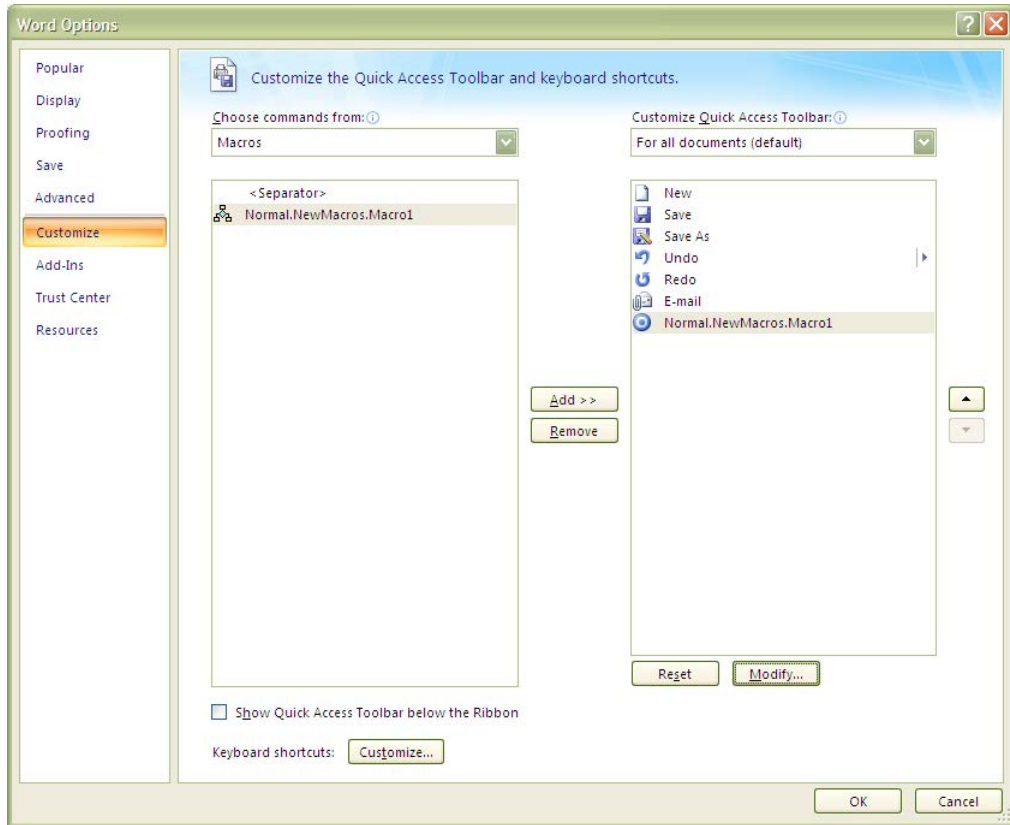 Word Options
Popular
Display
Proofing
Save
Advanced
Customize
Add-Ins
Trust Center
Resources
Customize the Quick Access Toolbar and keyboard shortcuts.
Choose commands from:
Macros
<Separator>
Normal.NewMacros.Macro1
Add >>
Remove
Customize Quick Access Toolbar:
For all documents (default)
New
Save
Save As
Undo
Redo
E-mail
Normal.NewMacros.Macro1
Reset
Modify...
Show Quick Access Toolbar below the Ribbon
Keyboard shortcuts: Customize...
OK
Cancel